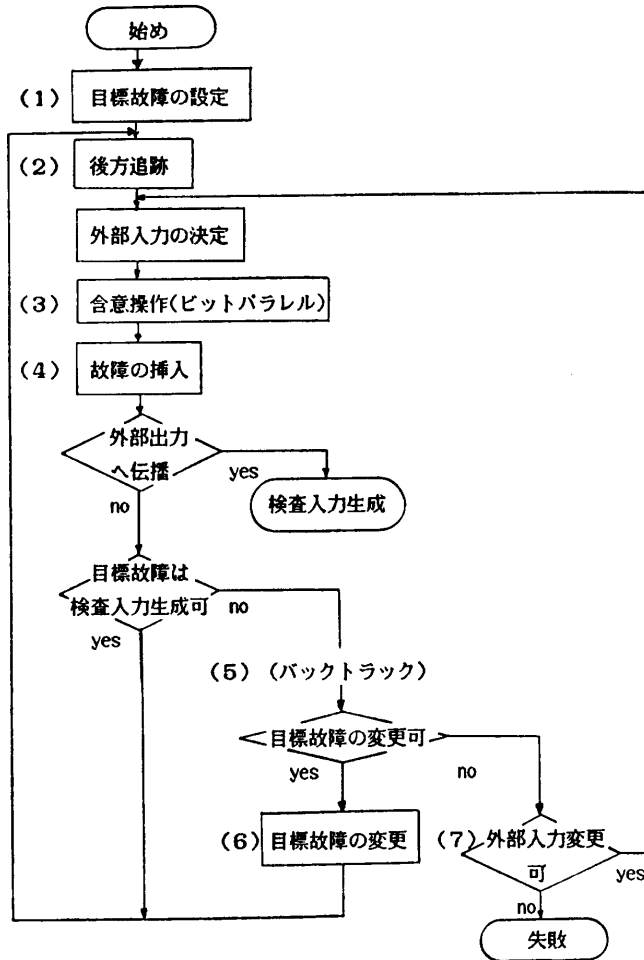 始め
(1) 目標故障の設定
(2) 後方追跡
外部入力の決定
(3) 含意操作(ビットパラレル)
(4) 故障の挿入
外部出力
へ伝播
yes
no
検査入力生成
目標故障は
検査入力生成可
no
yes
(5) (バックトラック)
目標故障の変更可
yes
no
(6) 目標故障の変更
(7) 外部入力変更
可
yes
no
失敗